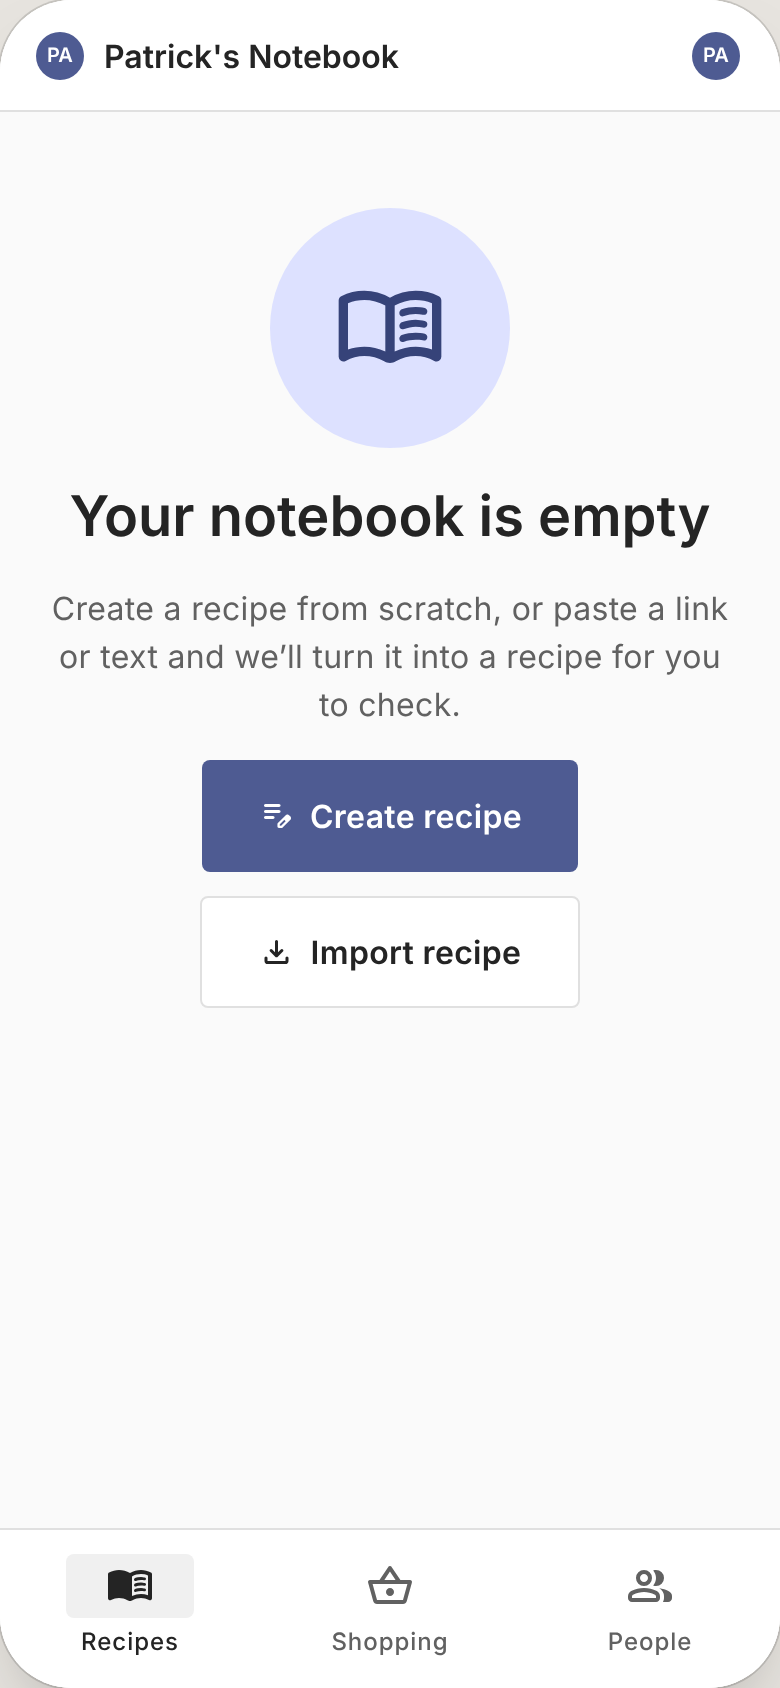 PA Patrick's Notebook PA
Your notebook is empty
Create a recipe from scratch, or paste a link
or text and we’ll turn it into a recipe for you
to check.
Create recipe
Import recipe
Recipes Shopping People